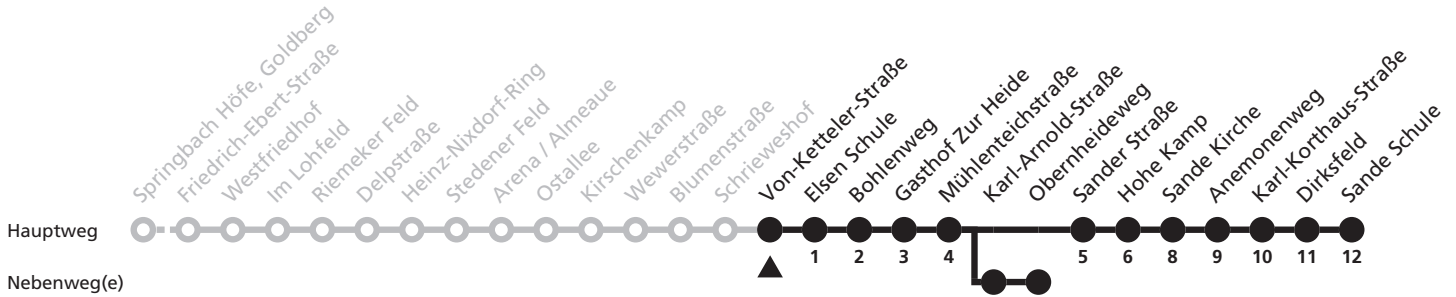 Springbach Höfe, Goldberg
Friedrich-Ebert-Straße
Westfriedhof
Im Lohfeld
Riemeker Feld
Delpstraße
Heinz-Nixdorf-Ring
Stedener Feld
Arena / Almeaue
Ostallee
Kirschenkamp
Wewerstraße
Blumenstraße
Schrieweshof
Von-Ketteler-Straße
Elsen Schule
Bohlenweg
Gasthof Zur Heide
Mühlenteichstraße
Karl-Arnold-Straße
Obernheideweg
Sander Straße
Hohe Kamp
Sande Kirche
Anemonenweg
Karl-Korthaus-Straße
Dirksfeld
Sande Schule
Hauptweg
1 2 3 4 5 6 8 9 10 11 12
Nebenweg(e)